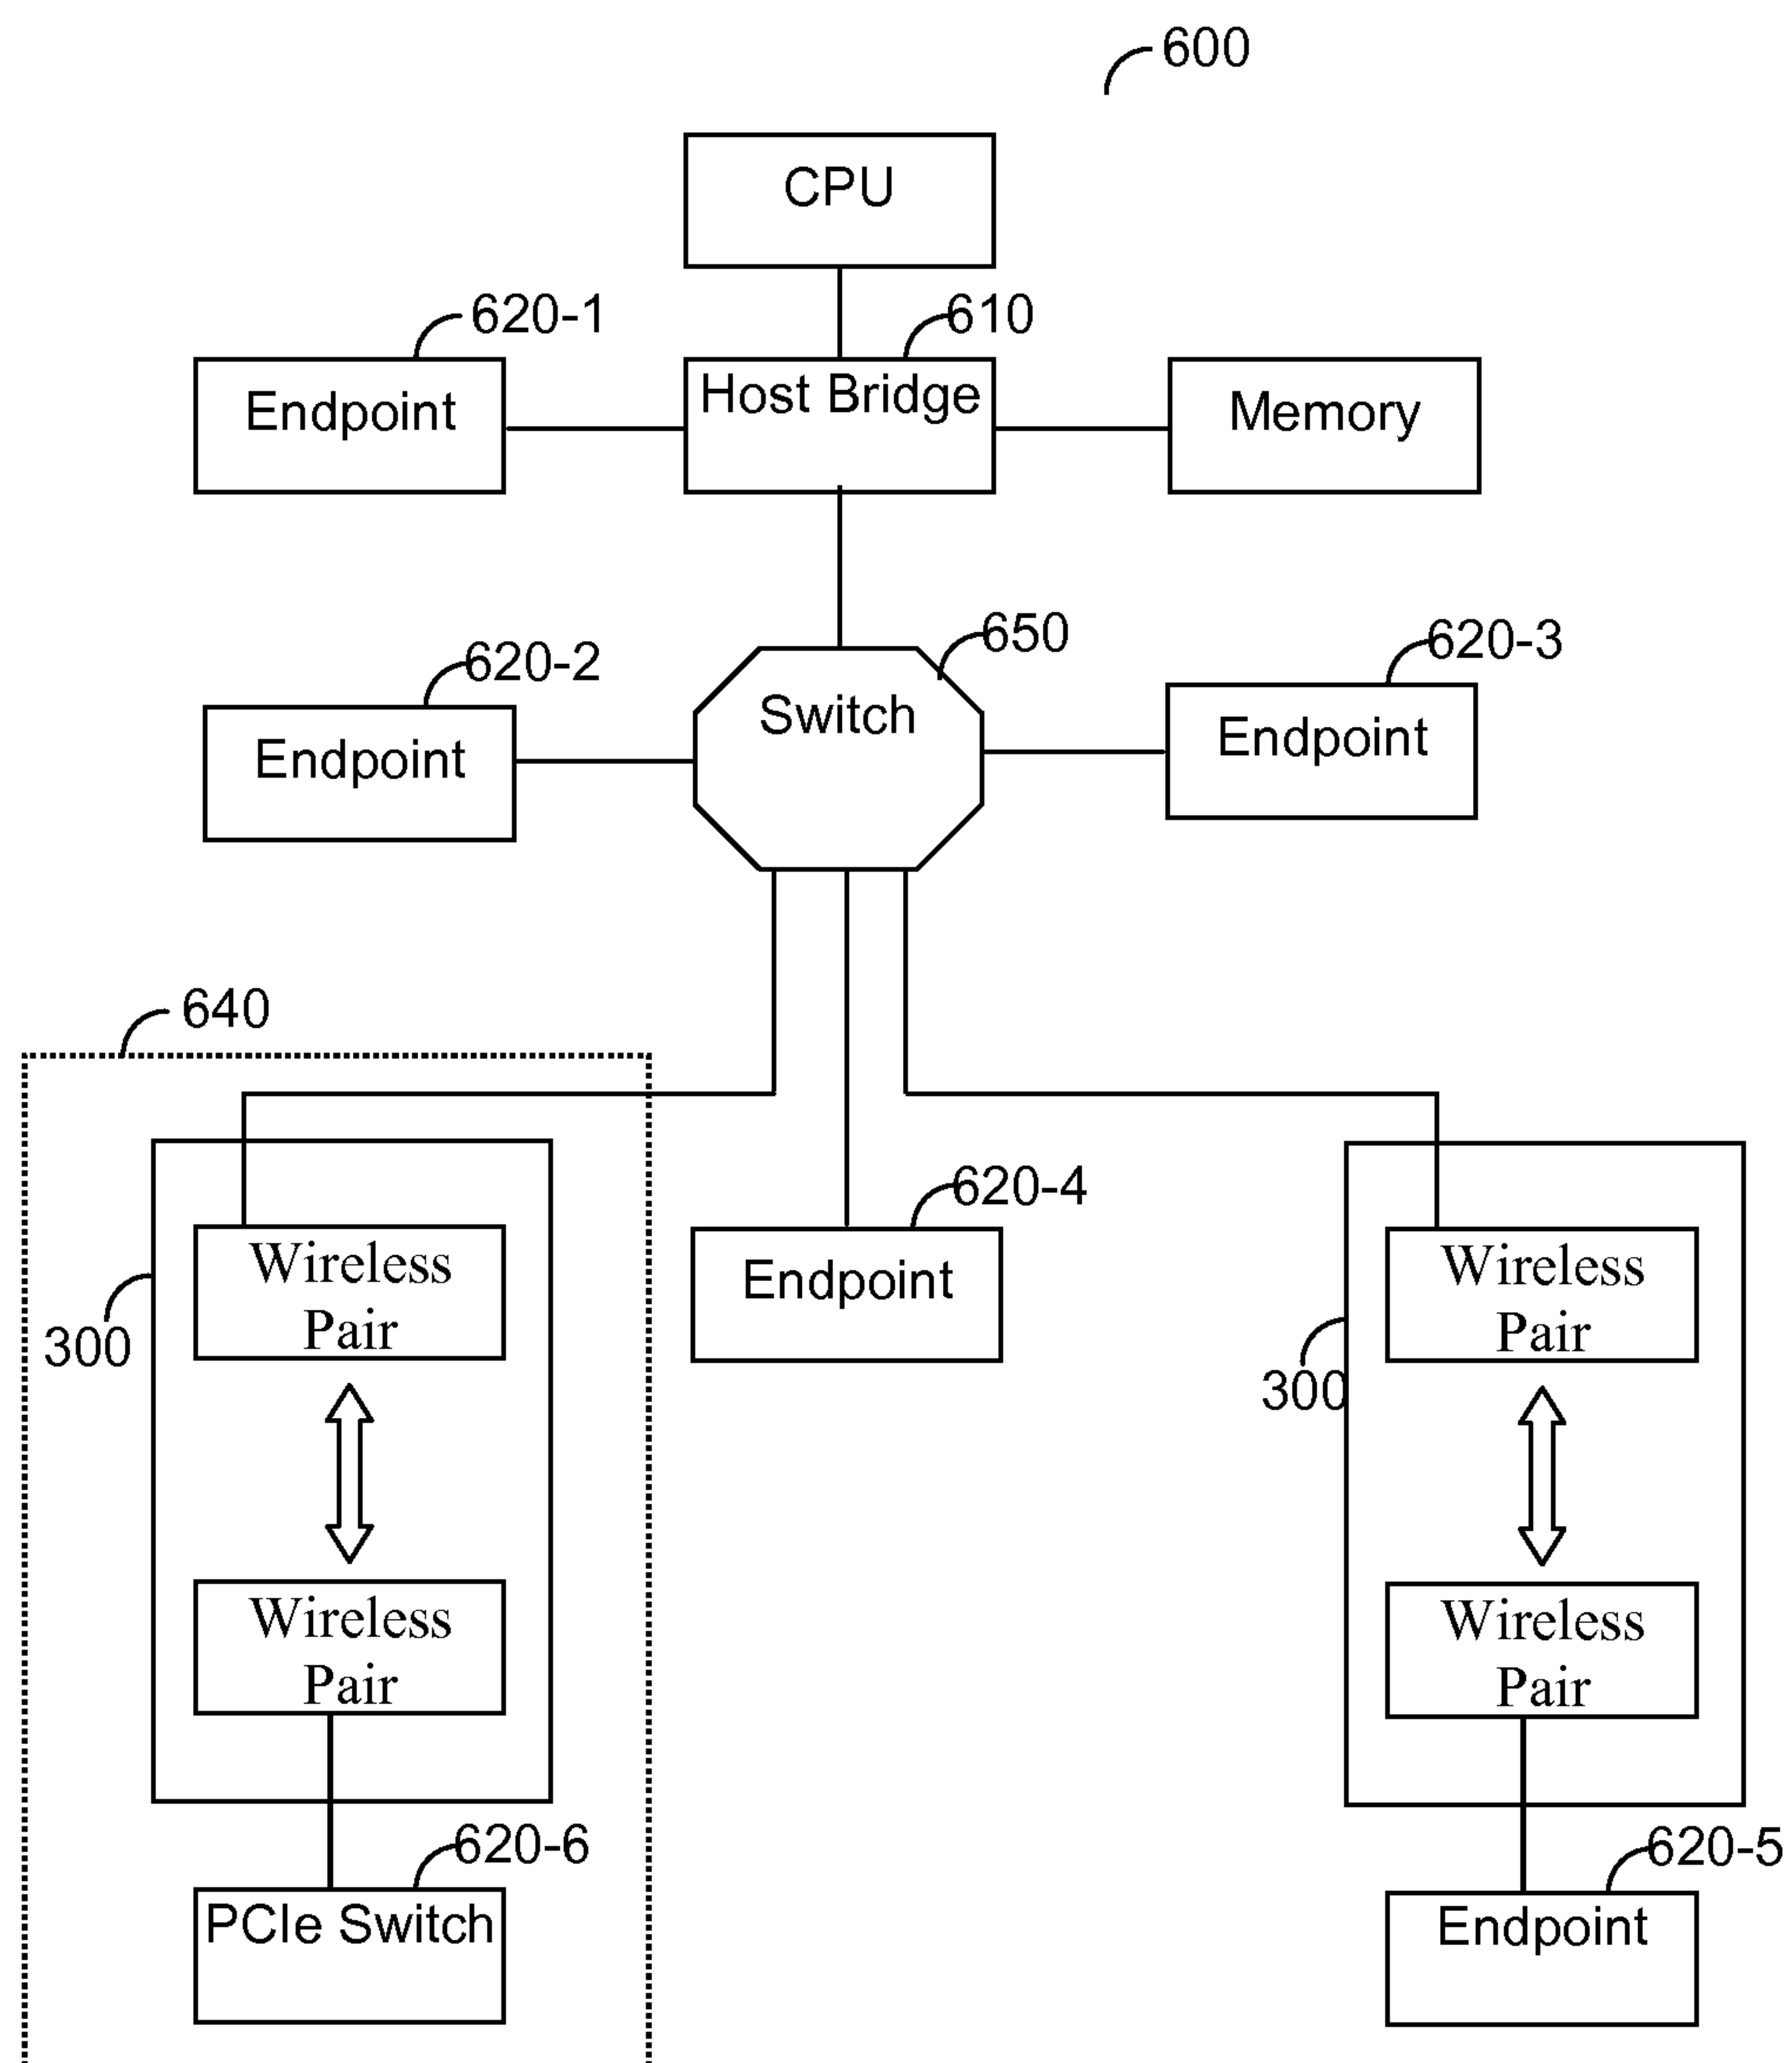 600
CPU
620-1
610
Endpoint
Host Bridge
Memory
620-2
650
620-3
Endpoint
Switch
Endpoint
640
620-4
Wireless
Pair
Endpoint
Wireless
Pair
300
300
Wireless
Pair
Wireless
Pair
620-6
620-5
PCIe Switch
Endpoint